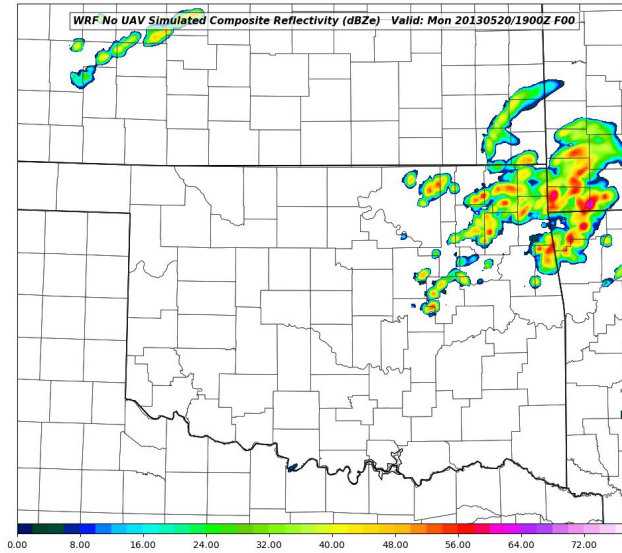 WRF No UAV Simulated Composite Reflectivity (dBZe)   Valid: Mon 20130520/1900Z F00
0.00 8.00 16.00 24.00 32.00 40.00 48.00 56.00 64.00 72.00